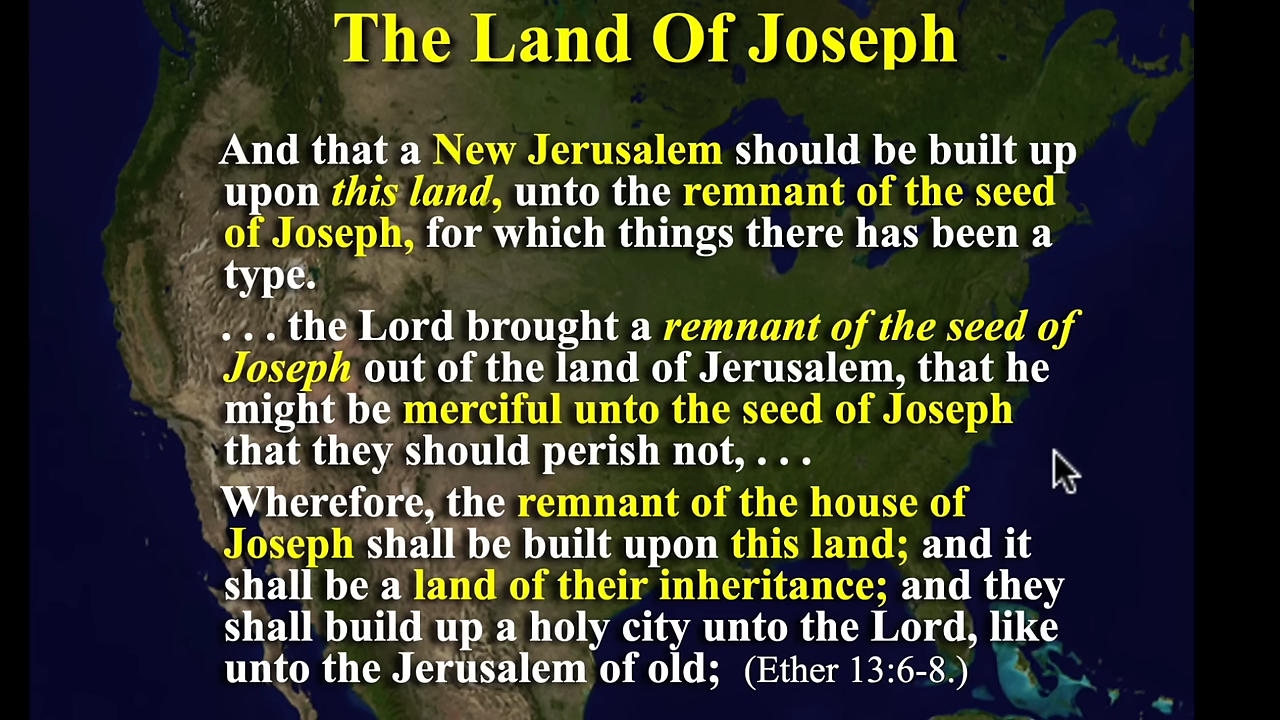 The Land Of Joseph
And that a New Jerusalem should be built up
upon this land, unto the remnant of the seed
of Joseph, for which things there has been a
type.
. . . the Lord brought a remnant of the seed of
Joseph out of the land of Jerusalem, that he
might be merciful unto the seed of Joseph
that they should perish not, . . .
Wherefore, the remnant of the house of
Joseph shall be built upon this land; and it
shall be a land of their inheritance; and they
shall build up a holy city unto the Lord, like
unto the Jerusalem of old; (Ether 13:6-8.)